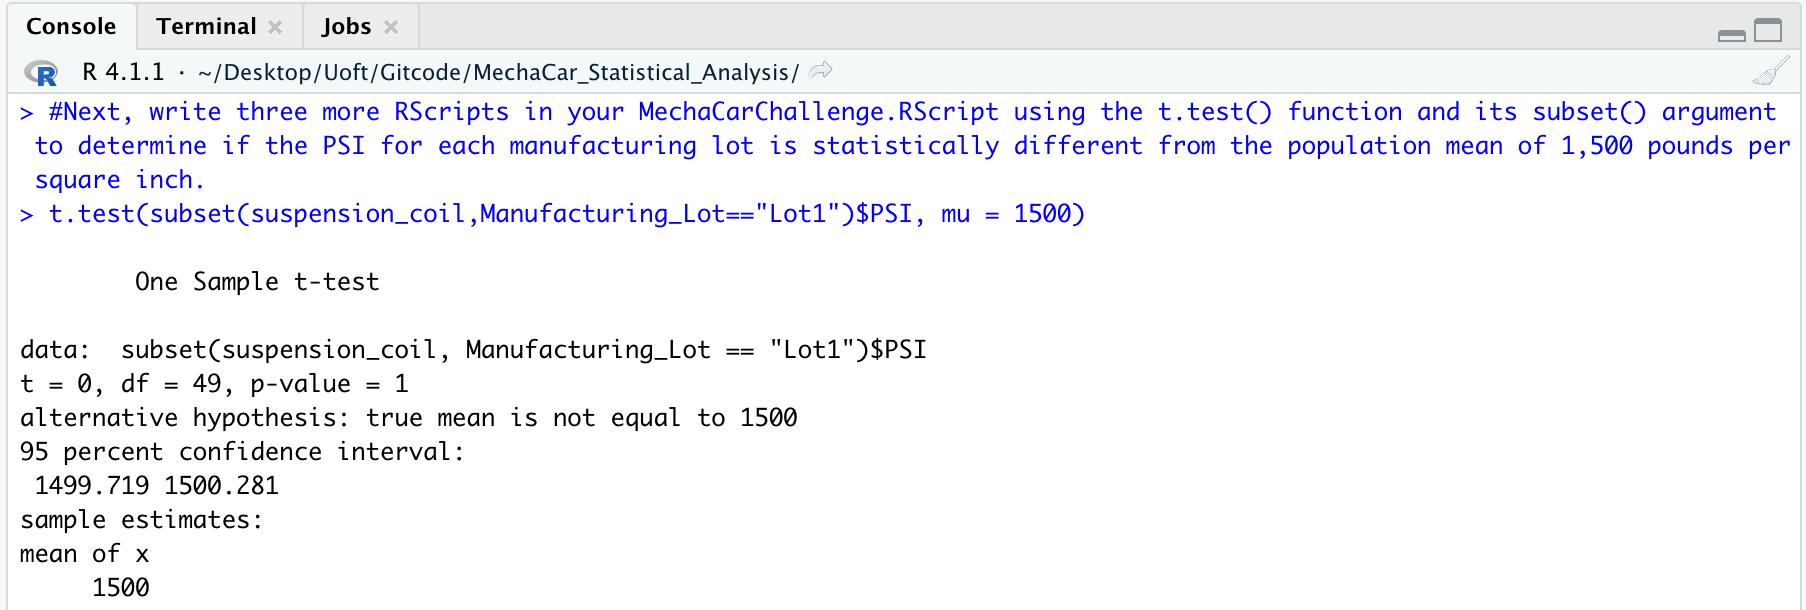 Console Terminal × Jobs ×
R R 4.1.1 · ~/Desktop/Uoft/Gitcode/MechaCar_Statistical_Analysis/
> #Next, write three more RScripts in your MechaCarChallenge.RScript using the t.test() function and its subset() argument
to determine if the PSI for each manufacturing lot is statistically different from the population mean of 1,500 pounds per
square inch.
> t.test(subset(suspension_coil,Manufacturing_Lot=="Lot1")$PSI, mu = 1500)
One Sample t-test
data:  subset(suspension_coil, Manufacturing_Lot == "Lot1")$PSI
t = 0, df = 49, p-value = 1
alternative hypothesis: true mean is not equal to 1500
95 percent confidence interval:
1499.719 1500.281
sample estimates:
mean of x
1500